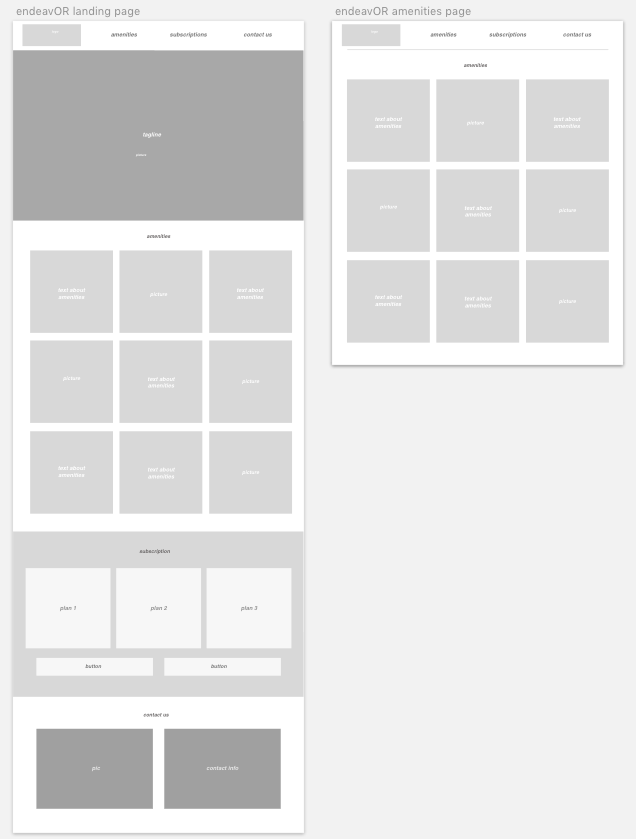 endeavOR landing page
amenities subscriptions contact us
tagline
picture
amenities
text about
amenities
picture
text about
amenities
picture
text about
amenities
picture
text about
amenities
text about
amenities
picture
subscription
plan 1
plan 2
plan 3
button
button
contact us
pic
contact info
endeavOR amenities page
amenities subscriptions contact us
amenities
text about
amenities
picture
text about
amenities
picture
text about
amenities
picture
text about
amenities
text about
amenities
picture